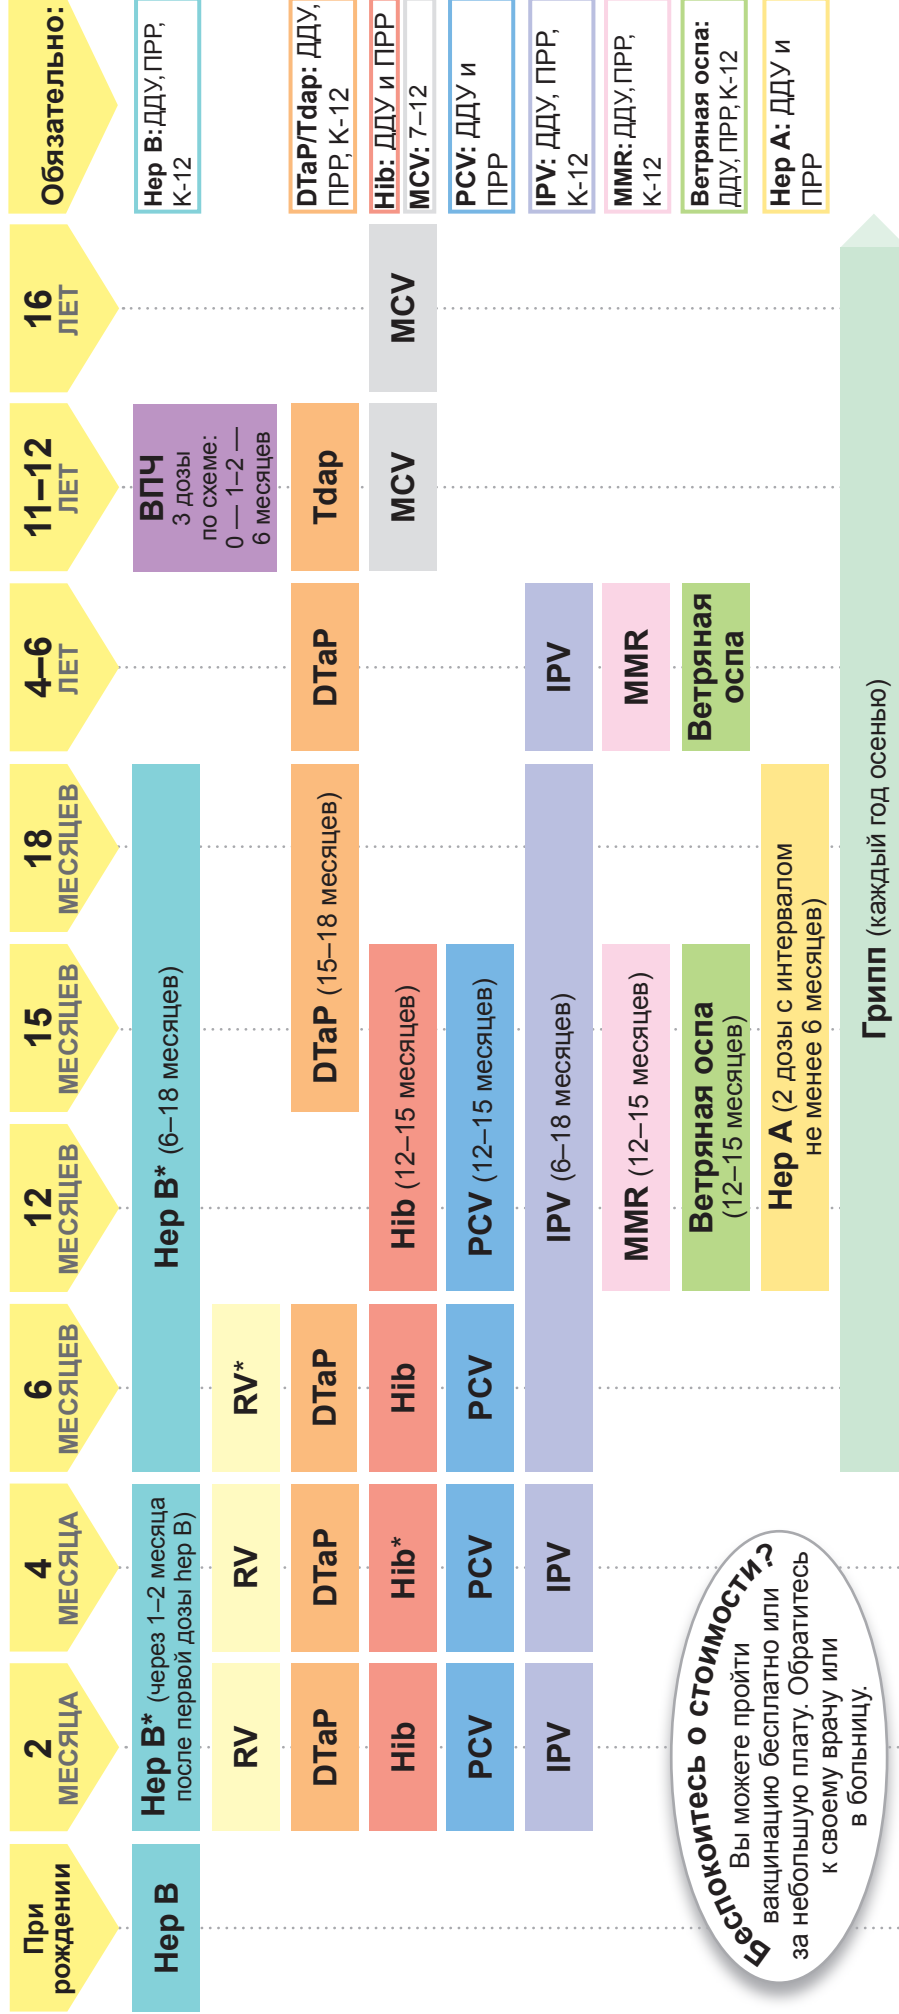 При
рождении
2
МЕСЯЦА
4
МЕСЯЦА
6
МЕСЯЦЕВ
12
МЕСЯЦЕВ
15
МЕСЯЦЕВ
18
МЕСЯЦЕВ
4–6
ЛЕТ
11–12
ЛЕТ
16
ЛЕТ
Обязательно:
Hep B
Hep B* (через 1–2 месяца
после первой дозы hep B)
Hep B* (6–18 месяцев)
ВПЧ
3 дозы
по схеме:
0 — 1–2 —
6 месяцев
Hep B: ДДУ, ПРР,
K-12
RV
RV
RV*
DTaP
DTaP
DTaP
DTaP (15–18 месяцев)
DTaP
Tdap
DTaP/Tdap: ДДУ,
ПРР, K-12
Hib
Hib*
Hib
Hib (12–15 месяцев)
MCV
MCV
Hib: ДДУ и ПРР
MCV: 7–12
PCV
PCV
PCV
PCV (12–15 месяцев)
PCV: ДДУ и
ПРР
IPV
IPV
IPV (6–18 месяцев)
IPV
IPV: ДДУ, ПРР,
K-12
MMR (12–15 месяцев)
MMR
MMR: ДДУ, ПРР,
K-12
Ветряная оспа
(12–15 месяцев)
Ветряная
оспа
Ветряная оспа:
ДДУ, ПРР, K-12
Hep A (2 дозы с интервалом
не менее 6 месяцев)
Hep A: ДДУ и
ПРР
Грипп (каждый год осенью)
Беспокоитесь о стоимости?
Вы можете пройти
вакцинацию бесплатно или
за небольшую плату. Обратитесь
к своему врачу или
в больницу.